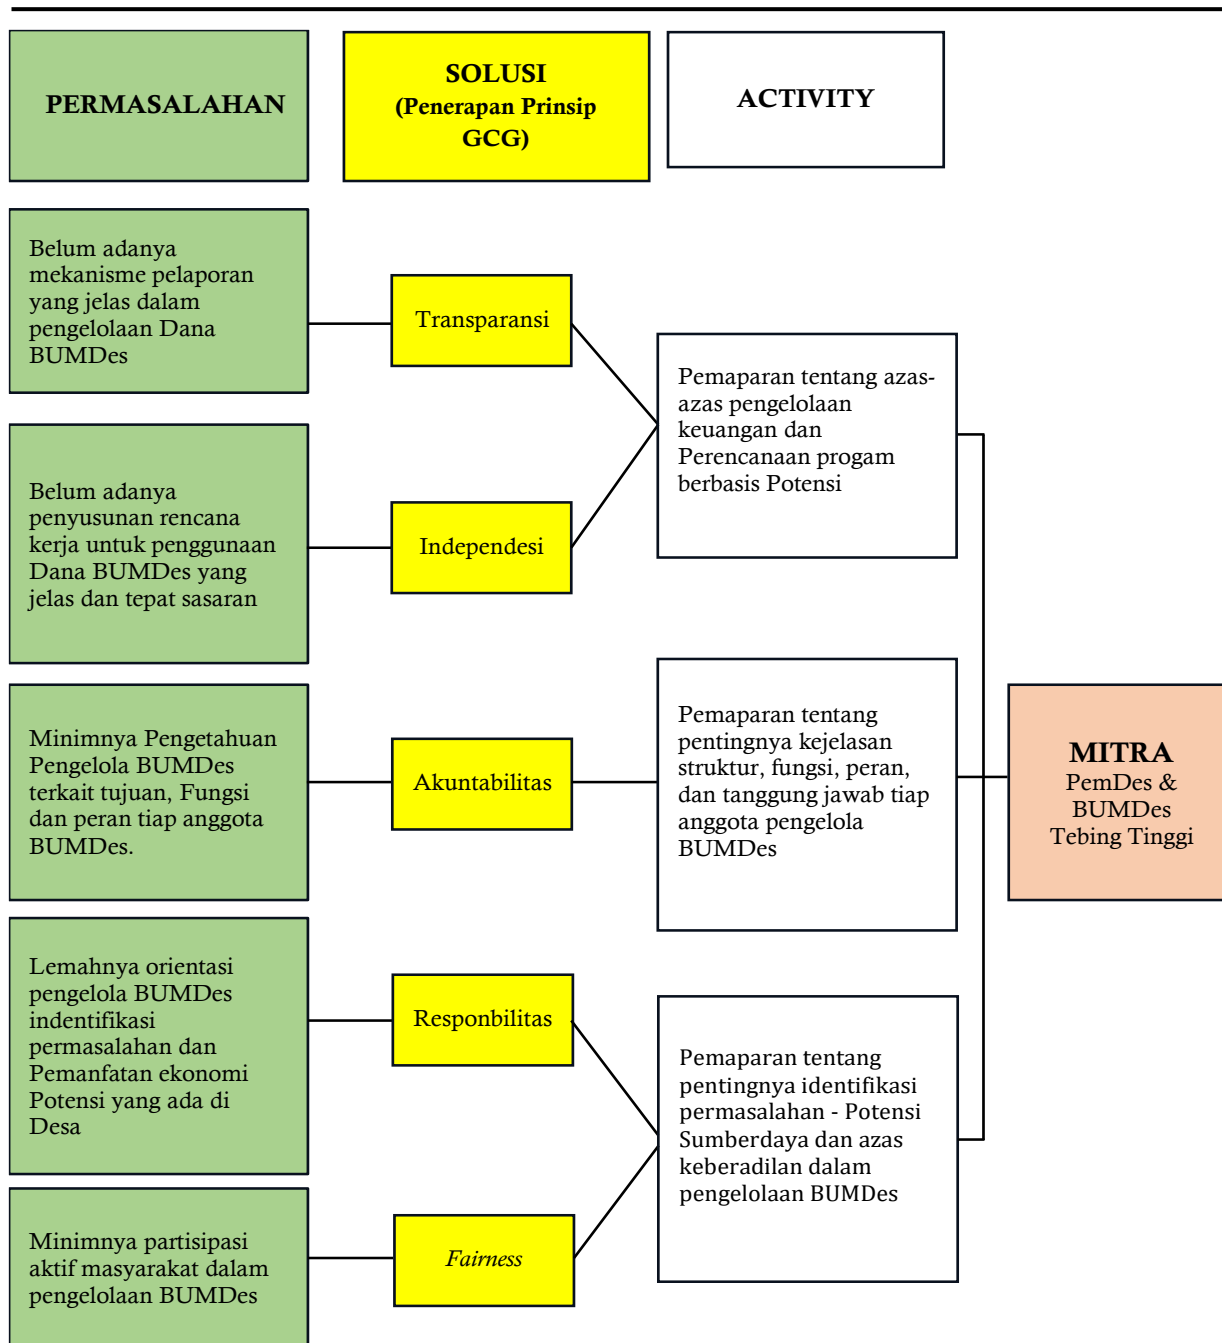 PERMASALAHAN
SOLUSI
(Penerapan Prinsip
GCG)
ACTIVITY
Belum adanya
mekanisme pelaporan
yang jelas dalam
pengelolaan Dana
BUMDes
Transparansi
Pemaparan tentang azas-
azas pengelolaan
keuangan dan
Perencanaan progam
berbasis Potensi
Belum adanya
penyusunan rencana
kerja untuk penggunaan
Dana BUMDes yang
jelas dan tepat sasaran
Independesi
Minimnya Pengetahuan
Pengelola BUMDes
terkait tujuan, Fungsi
dan peran tiap anggota
BUMDes.
Akuntabilitas
Pemaparan tentang
pentingnya kejelasan
struktur, fungsi, peran,
dan tanggung jawab tiap
anggota pengelola
BUMDes
MITRA
PemDes &
BUMDes
Tebing Tinggi
Lemahnya orientasi
pengelola BUMDes
indentifikasi
permasalahan dan
Pemanfatan ekonomi
Potensi yang ada di
Desa
Responbilitas
Pemaparan tentang
pentingnya identifikasi
permasalahan - Potensi
Sumberdaya dan azas
keberadilan dalam
pengelolaan BUMDes
Minimnya partisipasi
aktif masyarakat dalam
pengelolaan BUMDes
Fairness